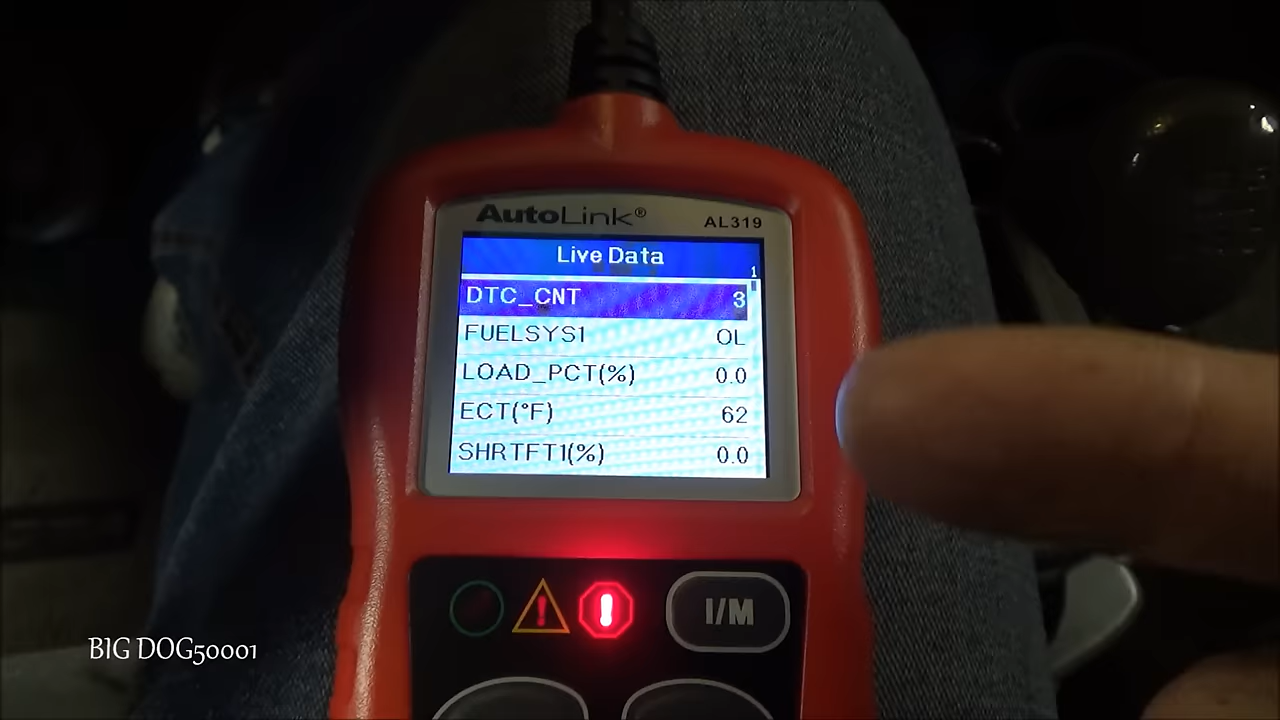 AutoLink®
AL319
Live Data
1
DTC_CNT 3
FUELSYS1 OL
LOAD_PCT(%) 0.0
ECT(°F) 62
SHRTFT1(%) 0.0
! ! I/M
BIG DOG50001